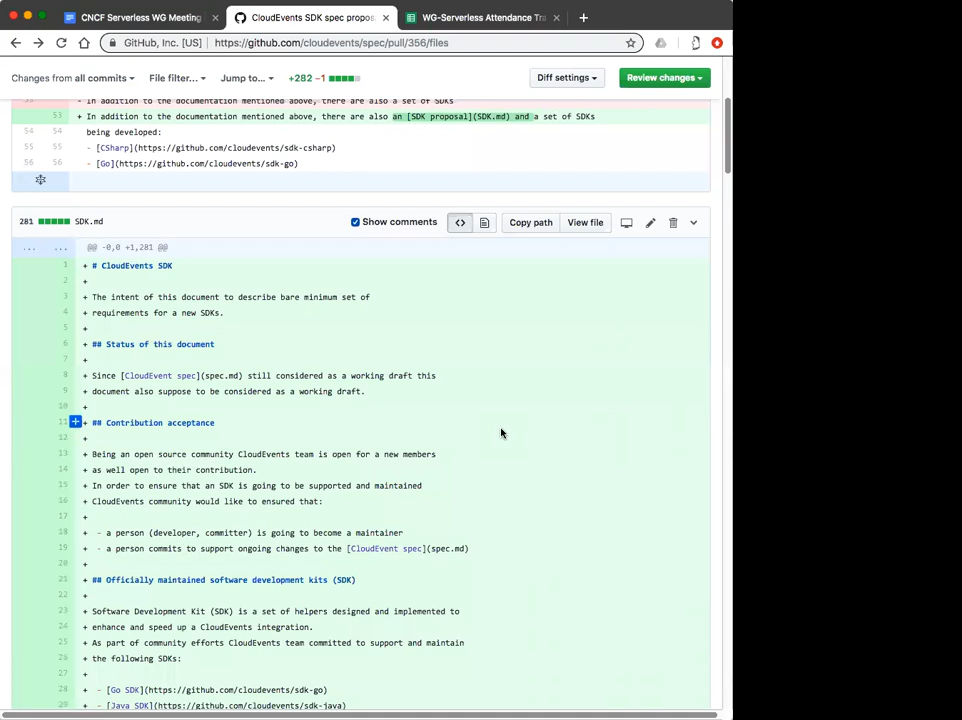 CNCF Serverless WG Meeting
CloudEvents SDK spec propos
WG-Serverless Attendance Tra
GitHub, Inc. [US] https://github.com/cloudevents/spec/pull/356/files
Changes from all commits File filter... Jump to... +282 −1 Diff settings Review changes
53 - In addition to the documentation mentioned above, there are also a set of SDKs
53 + In addition to the documentation mentioned above, there are also an [SDK proposal](SDK.md) and a set of SDKs
54 54 being developed:
55 55 - [CSharp](https://github.com/cloudevents/sdk-csharp)
56 56 - [Go](https://github.com/cloudevents/sdk-go)
281 SDK.md Show comments <> Copy path View file
... ... @@ -0,0 +1,281 @@
1 + # CloudEvents SDK
2 +
3 + The intent of this document to describe bare minimum set of
4 + requirements for a new SDKs.
5 +
6 + ## Status of this document
7 +
8 + Since [CloudEvent spec](spec.md) still considered as a working draft this
9 + document also suppose to be considered as a working draft.
10 +
11 + ## Contribution acceptance
12 +
13 + Being an open source community CloudEvents team is open for a new members
14 + as well open to their contribution.
15 + In order to ensure that an SDK is going to be supported and maintained
16 + CloudEvents community would like to ensured that:
17 +
18 + - a person (developer, committer) is going to become a maintainer
19 + - a person commits to support ongoing changes to the [CloudEvent spec](spec.md)
20 +
21 + ## Officially maintained software development kits (SDK)
22 +
23 + Software Development Kit (SDK) is a set of helpers designed and implemented to
24 + enhance and speed up a CloudEvents integration.
25 + As part of community efforts CloudEvents team committed to support and maintain
26 + the following SDKs:
27 +
28 + - [Go SDK](https://github.com/cloudevents/sdk-go)
29 + - [Java SDK](https://github.com/cloudevents/sdk-java)